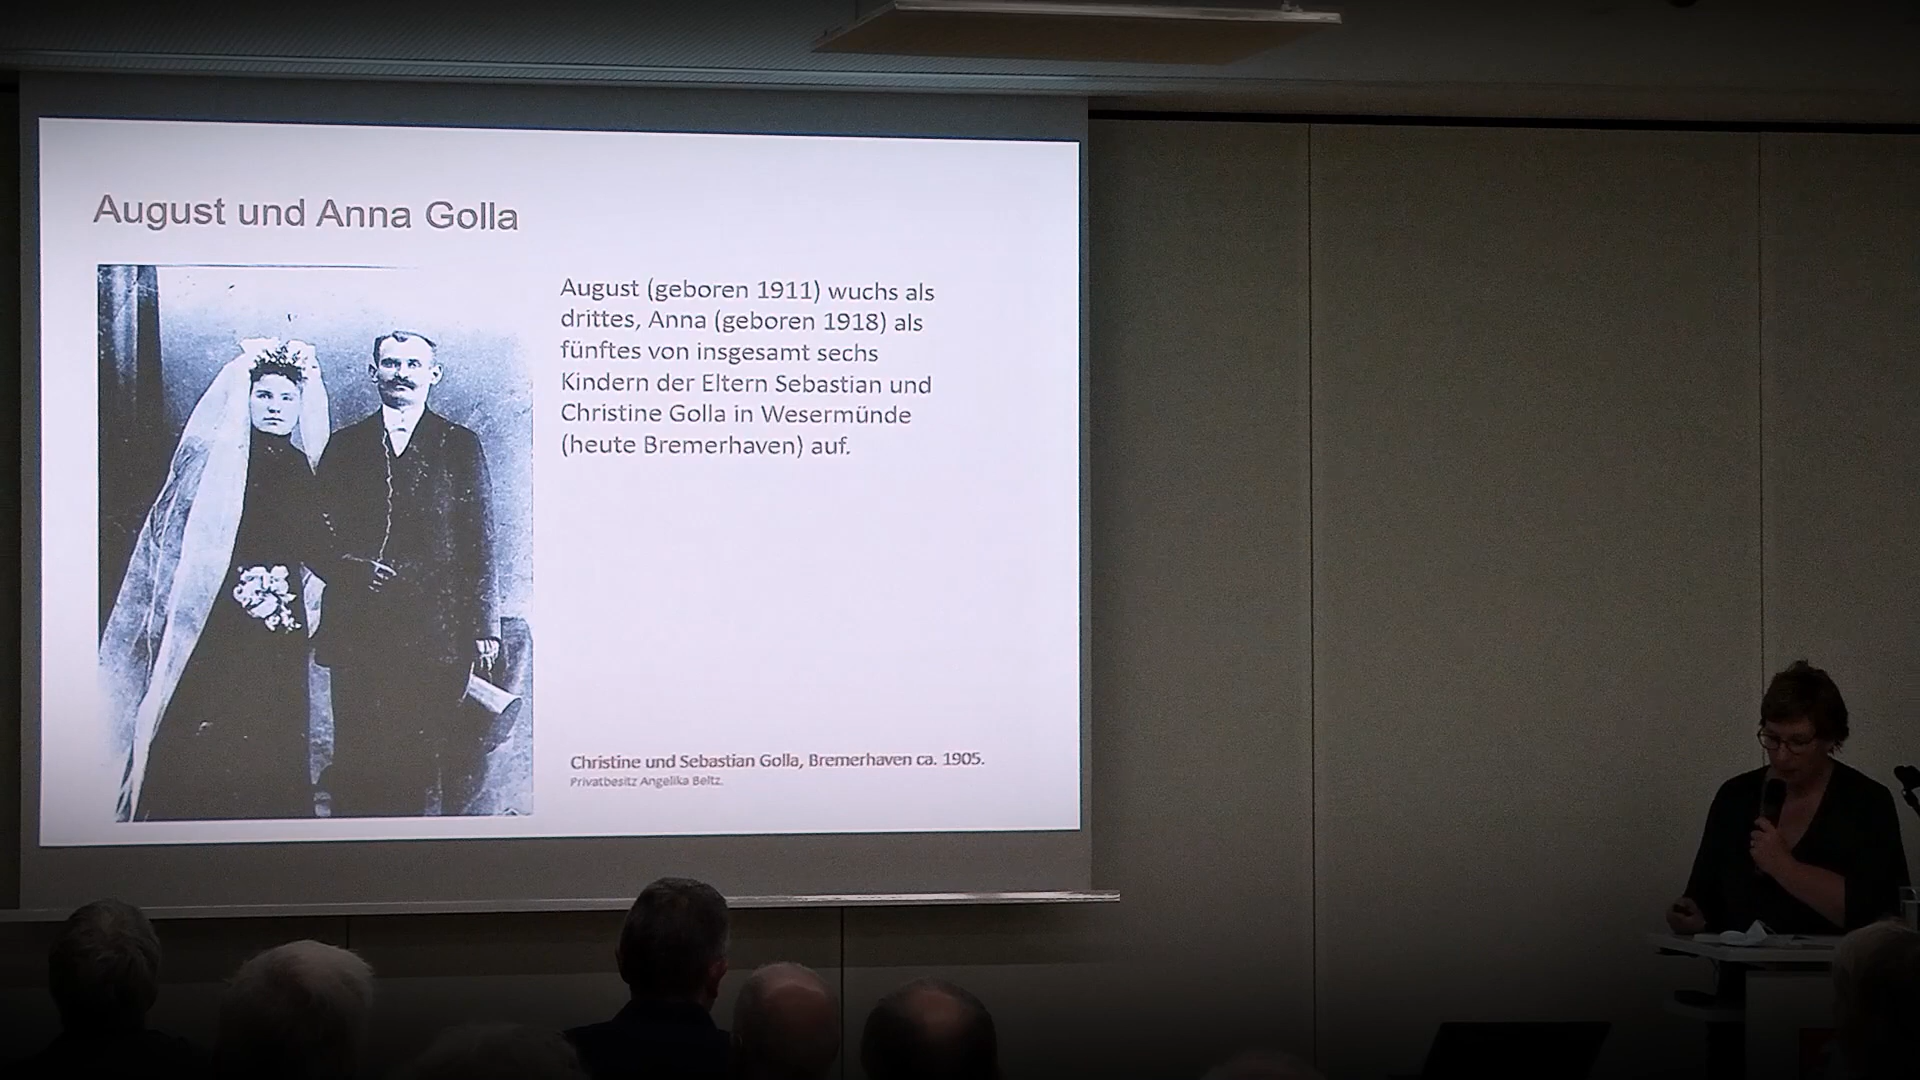 August und Anna Golla
August (geboren 1911) wuchs als
drittes, Anna (geboren 1918) als
fünftes von insgesamt sechs
Kindern der Eltern Sebastian und
Christine Golla in Wesermünde
(heute Bremerhaven) auf.
Christine und Sebastian Golla, Bremerhaven ca. 1905.
Privatbesitz Angelika Beltz.